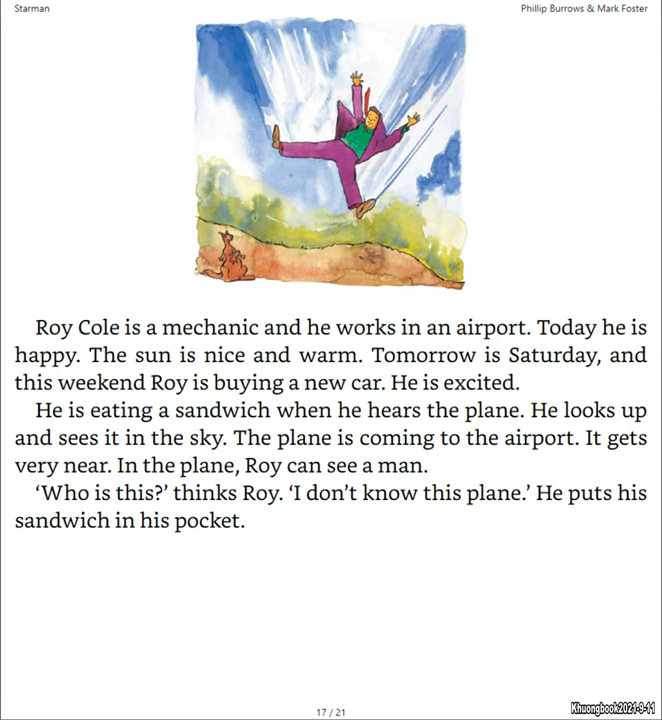 Starman
Phillip Burrows & Mark Foster
Roy Cole is a mechanic and he works in an airport. Today he is
happy. The sun is nice and warm. Tomorrow is Saturday, and
this weekend Roy is buying a new car. He is excited.
He is eating a sandwich when he hears the plane. He looks up
and sees it in the sky. The plane is coming to the airport. It gets
very near. In the plane, Roy can see a man.
‘Who is this?’ thinks Roy. ‘I don’t know this plane.’ He puts his
sandwich in his pocket.
17 / 21
Khuongbook2021-9-11